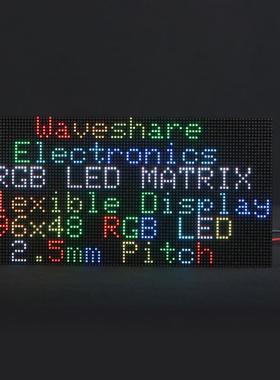 Waveshare
Electronics
RGB LED MATRIX
lexible Display
96x48 RGB LED
2.5mm Pitch